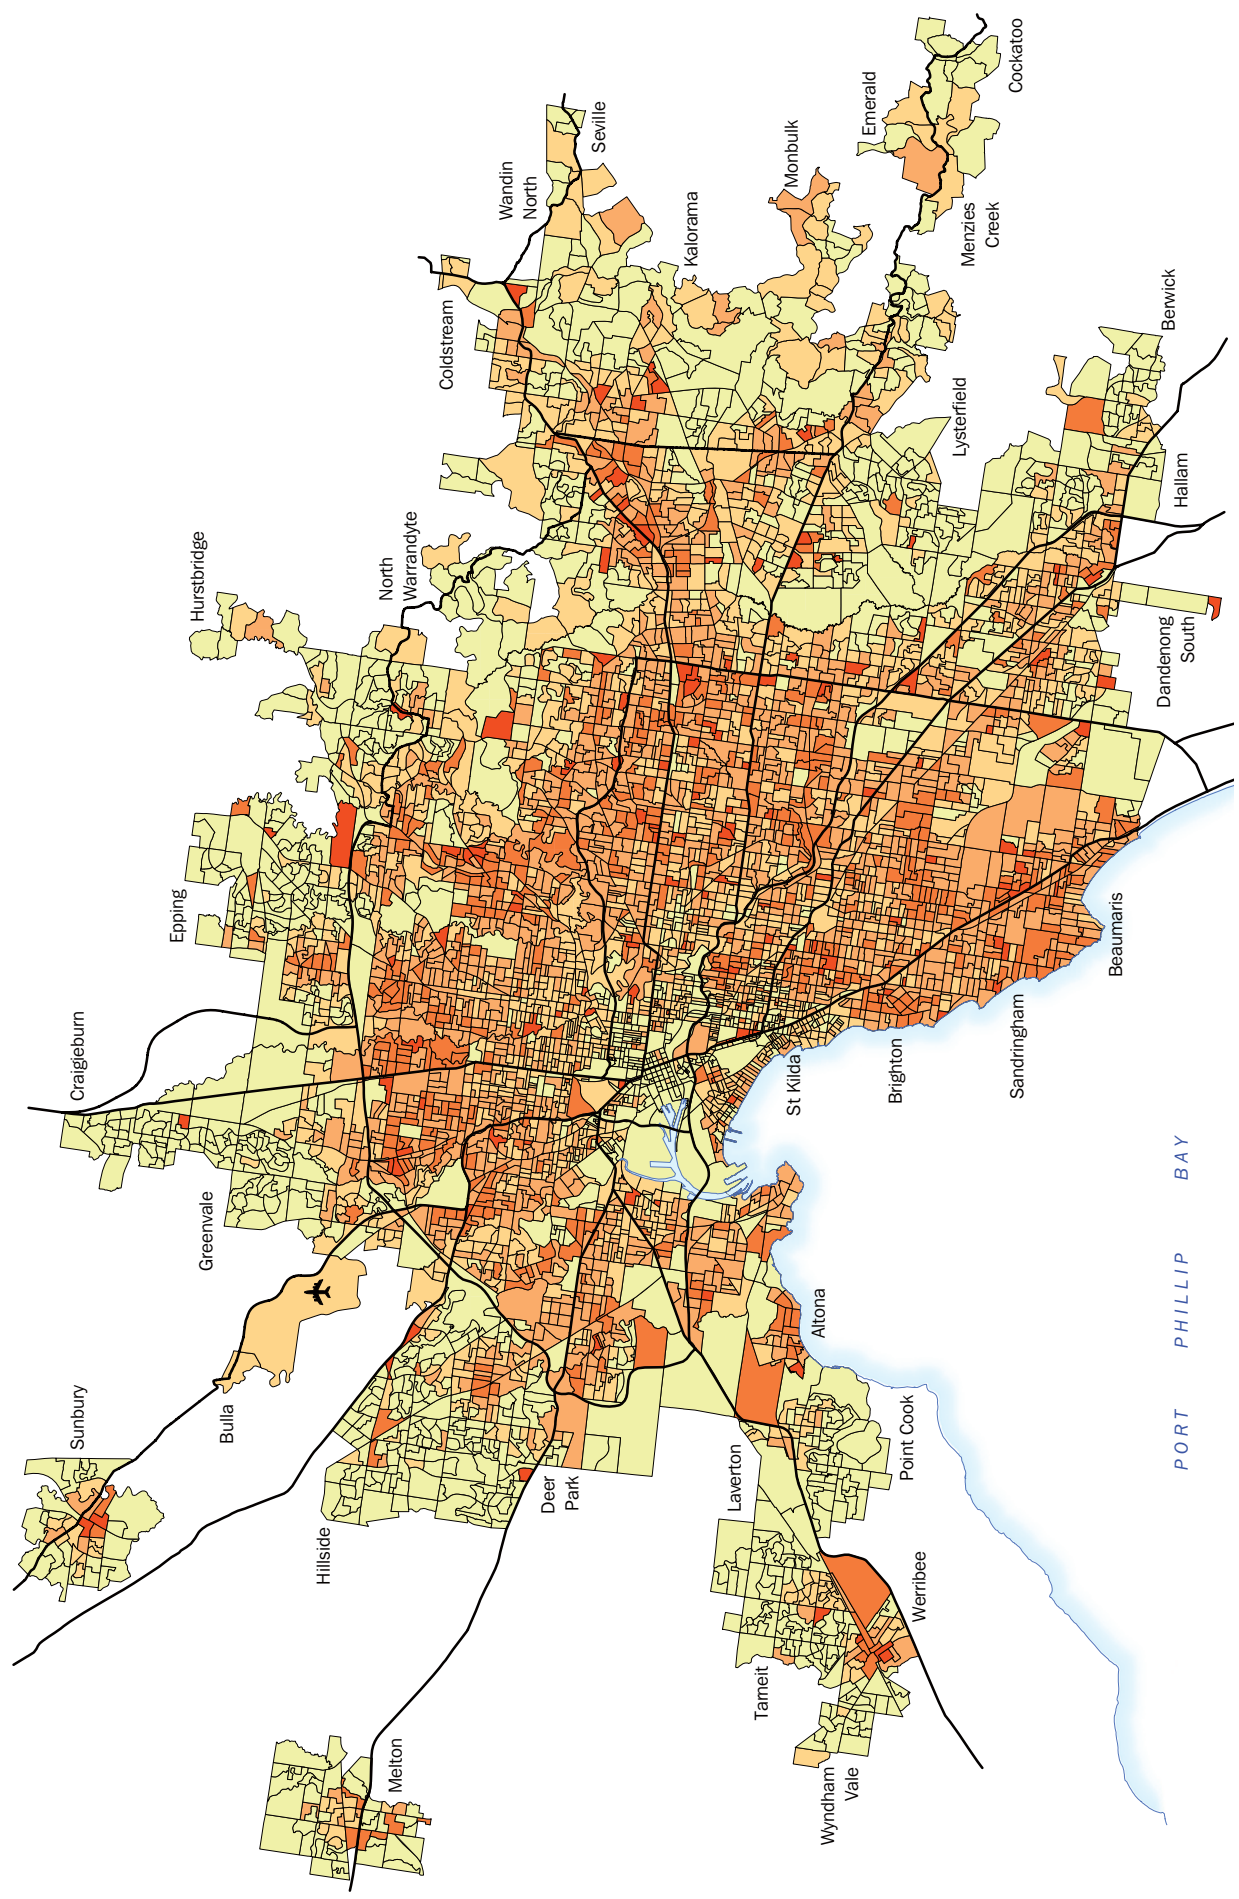 Sunbury
Craigieburn
Epping
Hurstbridge
Greenvale
Bulla
Hillside
North
Warrandyte
Melton
Coldstream
Wandin
North
Deer
Park
Seville
Kalorama
Laverton
Tarneit
St Kilda
Monbulk
Altona
Wyndham
Vale
Emerald
Brighton
Point Cook
Werribee
Lysterfield
Menzies
Creek
Sandringham
Cockatoo
Beaumaris
Dandenong
South
Berwick
Hallam
PORT PHILLIP BAY